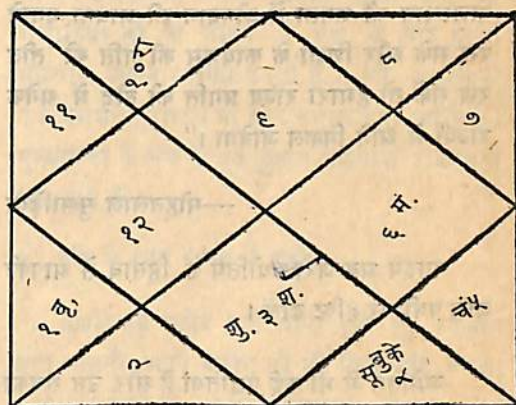 १०रा
८
११
९
७
१२
६ मं.
१ बृ.
शु. ३ श.
चं५
२
सूबुके
४